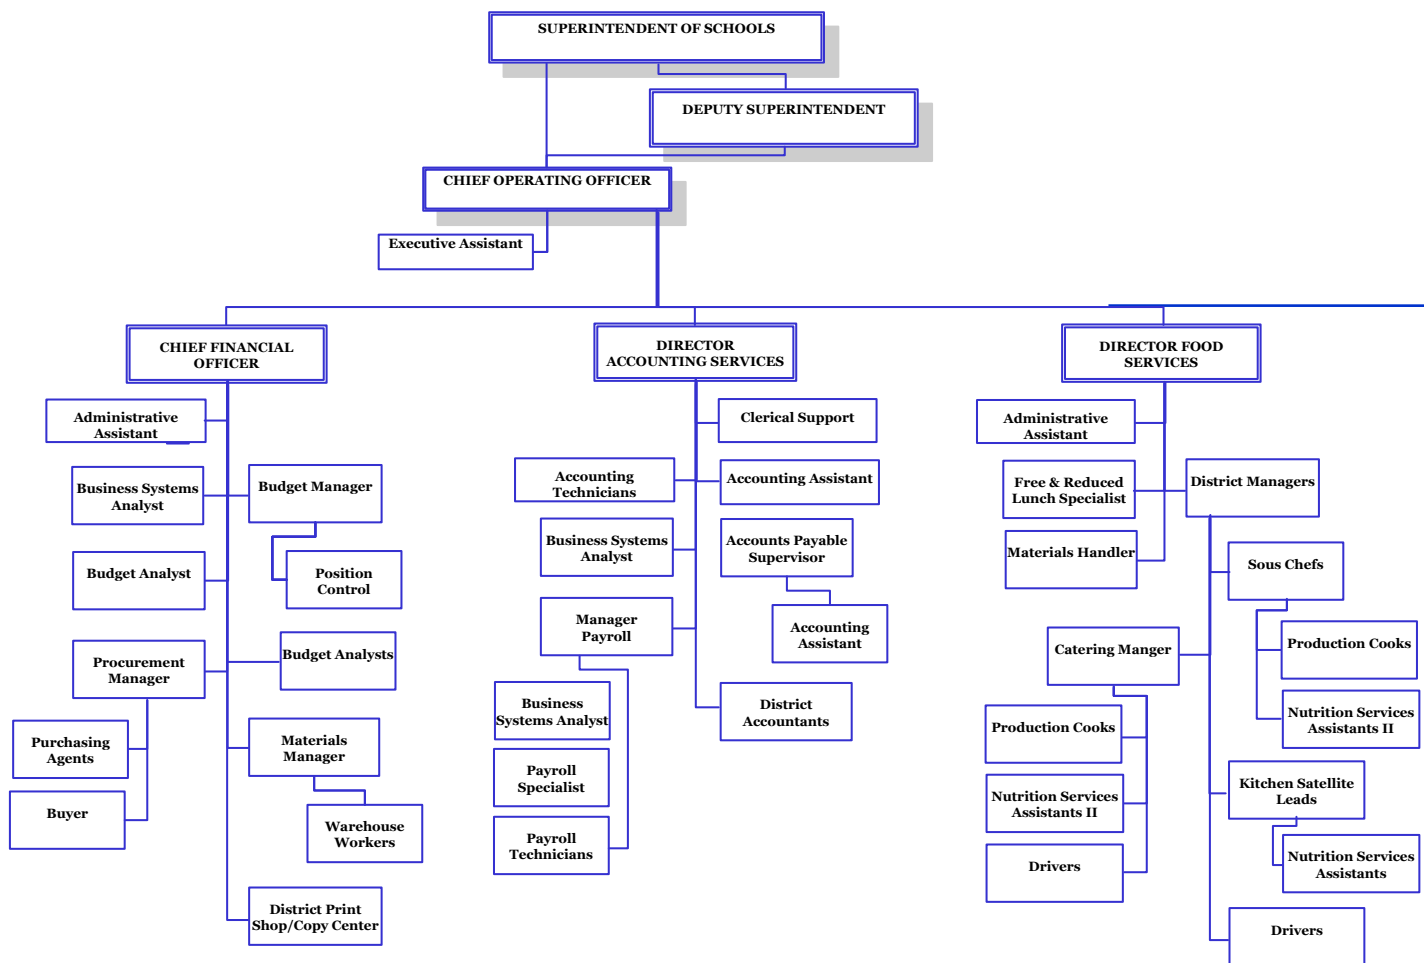 SUPERINTENDENT OF SCHOOLS
DEPUTY SUPERINTENDENT
CHIEF OPERATING OFFICER
Executive Assistant
CHIEF FINANCIAL
OFFICER
Administrative
Assistant
Business Systems
Analyst
Budget Manager
Position
Control
Budget Analyst
Budget Analysts
Procurement
Manager
Purchasing
Agents
Buyer
Materials
Manager
Warehouse
Workers
District Print
Shop/Copy Center
DIRECTOR
ACCOUNTING SERVICES
Clerical Support
Accounting
Technicians
Accounting Assistant
Business Systems
Analyst
Accounts Payable
Supervisor
Accounting
Assistant
Manager
Payroll
Business
Systems Analyst
Payroll
Specialist
Payroll
Technicians
District
Accountants
DIRECTOR FOOD
SERVICES
Administrative
Assistant
Free & Reduced
Lunch Specialist
District Managers
Materials Handler
Sous Chefs
Production Cooks
Nutrition Services
Assistants II
Catering Manger
Production Cooks
Nutrition Services
Assistants II
Drivers
Kitchen Satellite
Leads
Nutrition Services
Assistants
Drivers